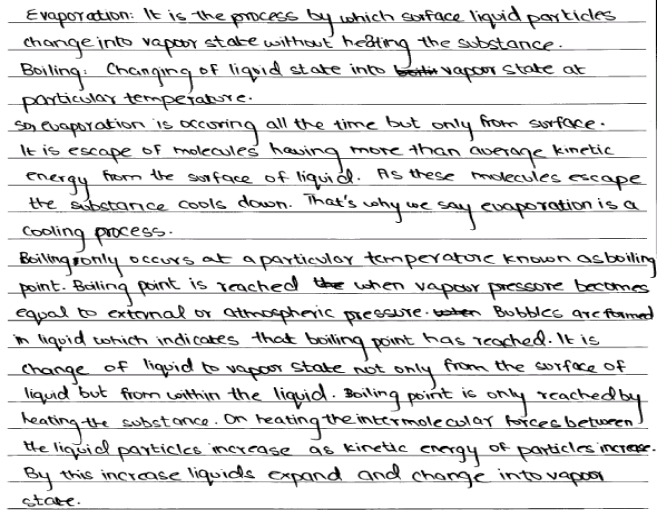 Evaporation: It is the process by which surface liquid particles
change into vapour state without heating the substance.
Boiling: Changing of liquid state into vapour state at
particular temperature.
So, evaporation is occuring all the time but only from surface.
It is escape of molecules having more than average kinetic
energy from the surface of liquid. As these molecules escape
the substance cools down. That's why we say evaporation is a
cooling process.
Boiling only occurs at a particular temperature known as boiling
point. Boiling point is reached when vapour pressure becomes
equal to external or atmospheric pressure. Bubbles are formed
in liquid which indicates that boiling point has reached. It is
change of liquid to vapour state not only from the surface of
liquid but from within the liquid. Boiling point is only reached by
heating the substance. On heating the intermolecular forces between
the liquid particles increase as kinetic energy of particles increase.
By this increase liquids expand and change into vapour
state.